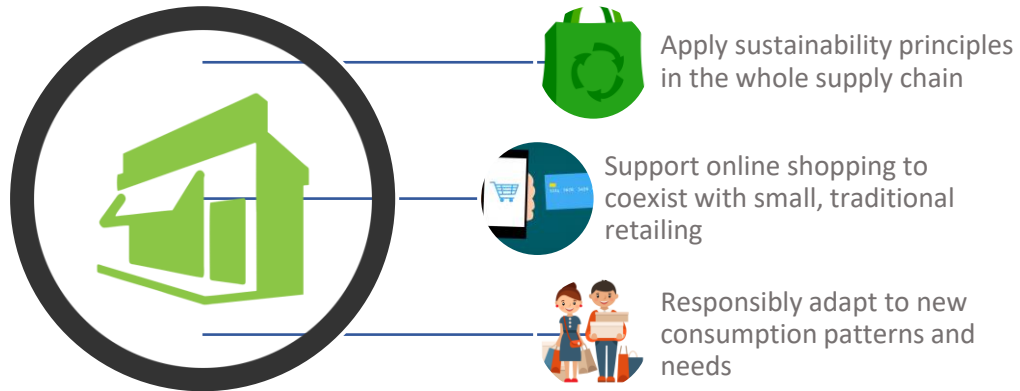 Apply sustainability principles
in the whole supply chain
Support online shopping to
coexist with small, traditional
retailing
Responsibly adapt to new
consumption patterns and
needs